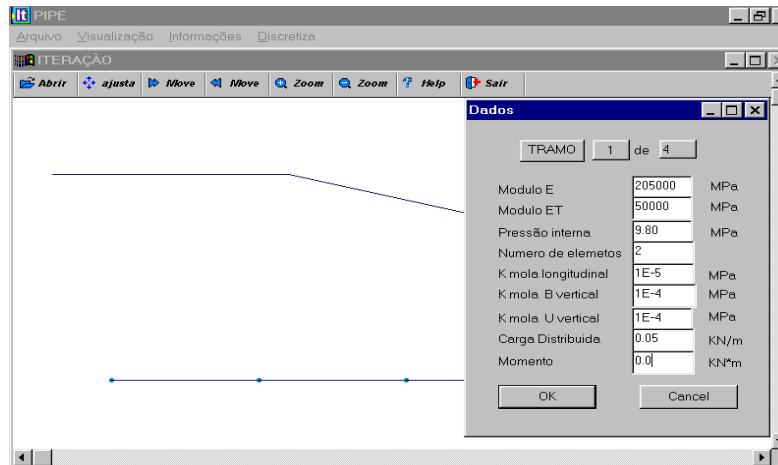 PIPE
Arquivo Visualização Informações Discretiza
ITERAÇÀO
Abrir ajusta Move Move Zoom Zoom Help Sair
Dados
TRAMO 1 de 4
Modulo E 205000 MPa
Modulo ET 50000 MPa
Pressão interna 9.80 MPa
Numero de elemetos 2
K mola longitudinal 1E-5 MPa
K mola B vertical 1E-4 MPa
K mola U vertical 1E-4 MPa
Carga Distribuida 0.05 KN/m
Momento 0.0 KN*m
OK Cancel